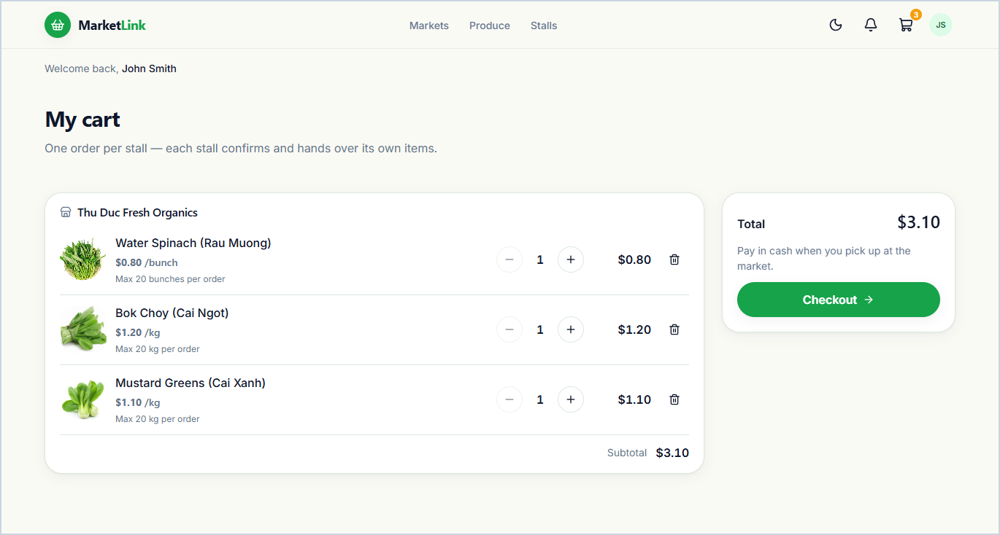 MarketLink
Markets Produce Stalls
3
JS
Welcome back, John Smith
My cart
One order per stall — each stall confirms and hands over its own items.
Thu Duc Fresh Organics
Water Spinach (Rau Muong)
$0.80 /bunch
Max 20 bunches per order
− 1 + $0.80
Bok Choy (Cai Ngot)
$1.20 /kg
Max 20 kg per order
− 1 + $1.20
Mustard Greens (Cai Xanh)
$1.10 /kg
Max 20 kg per order
− 1 + $1.10
Subtotal $3.10
Total $3.10
Pay in cash when you pick up at the
market.
Checkout →